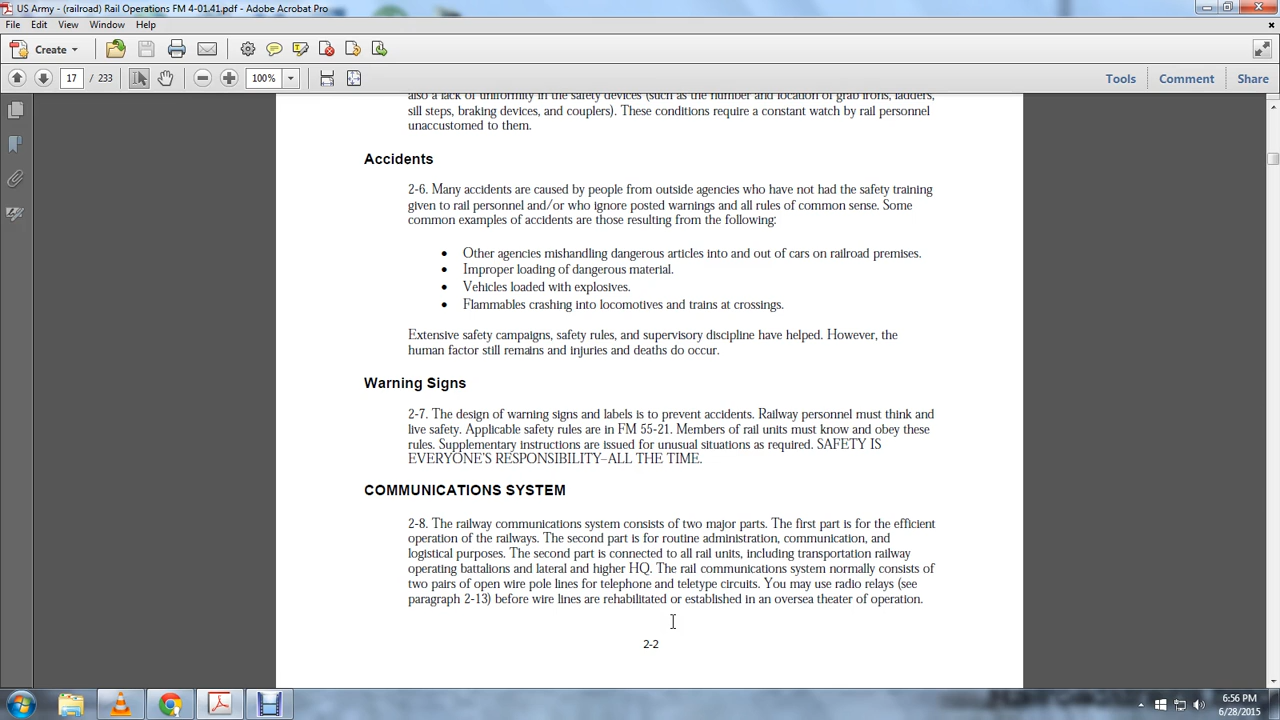 US Army - (railroad) Rail Operations FM 4-01.41.pdf - Adobe Acrobat Pro
File Edit View Window Help
Create
17 / 233 100% Tools Comment Share
also a lack of uniformity in the safety devices (such as the number and location of grab irons, ladders,
sill steps, braking devices, and couplers). These conditions require a constant watch by rail personnel
unaccustomed to them.
Accidents
2-6. Many accidents are caused by people from outside agencies who have not had the safety training
given to rail personnel and/or who ignore posted warnings and all rules of common sense. Some
common examples of accidents are those resulting from the following:
• Other agencies mishandling dangerous articles into and out of cars on railroad premises.
• Improper loading of dangerous material.
• Vehicles loaded with explosives.
• Flammables crashing into locomotives and trains at crossings.
Extensive safety campaigns, safety rules, and supervisory discipline have helped. However, the
human factor still remains and injuries and deaths do occur.
Warning Signs
2-7. The design of warning signs and labels is to prevent accidents. Railway personnel must think and
live safety. Applicable safety rules are in FM 55-21. Members of rail units must know and obey these
rules. Supplementary instructions are issued for unusual situations as required. SAFETY IS
EVERYONE'S RESPONSIBILITY–ALL THE TIME.
COMMUNICATIONS SYSTEM
2-8. The railway communications system consists of two major parts. The first part is for the efficient
operation of the railways. The second part is for routine administration, communication, and
logistical purposes. The second part is connected to all rail units, including transportation railway
operating battalions and lateral and higher HQ. The rail communications system normally consists of
two pairs of open wire pole lines for telephone and teletype circuits. You may use radio relays (see
paragraph 2-13) before wire lines are rehabilitated or established in an oversea theater of operation.
2-2
6:56 PM
6/28/2015